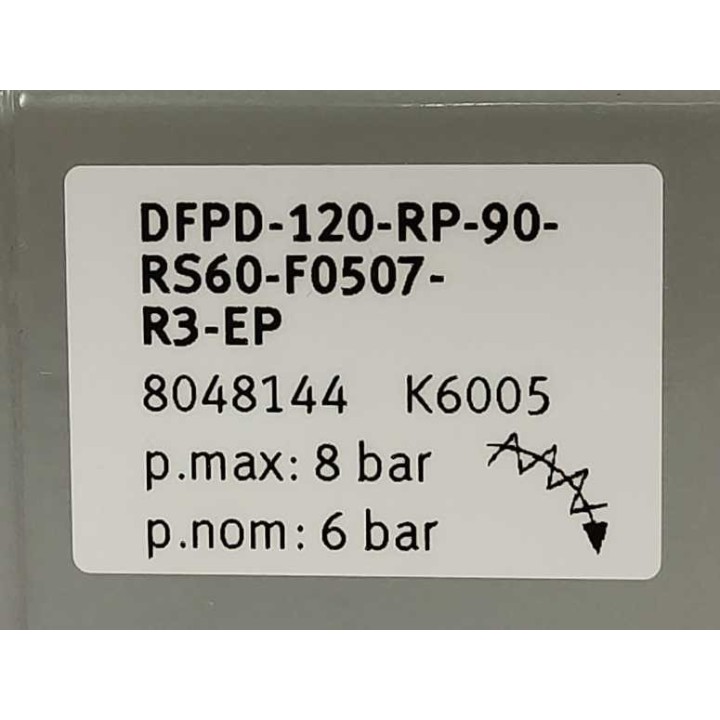 DFPD-120-RP-90-
RS60-F0507-
R3-EP
8048144 K6005
p.max: 8 bar
p.nom: 6 bar